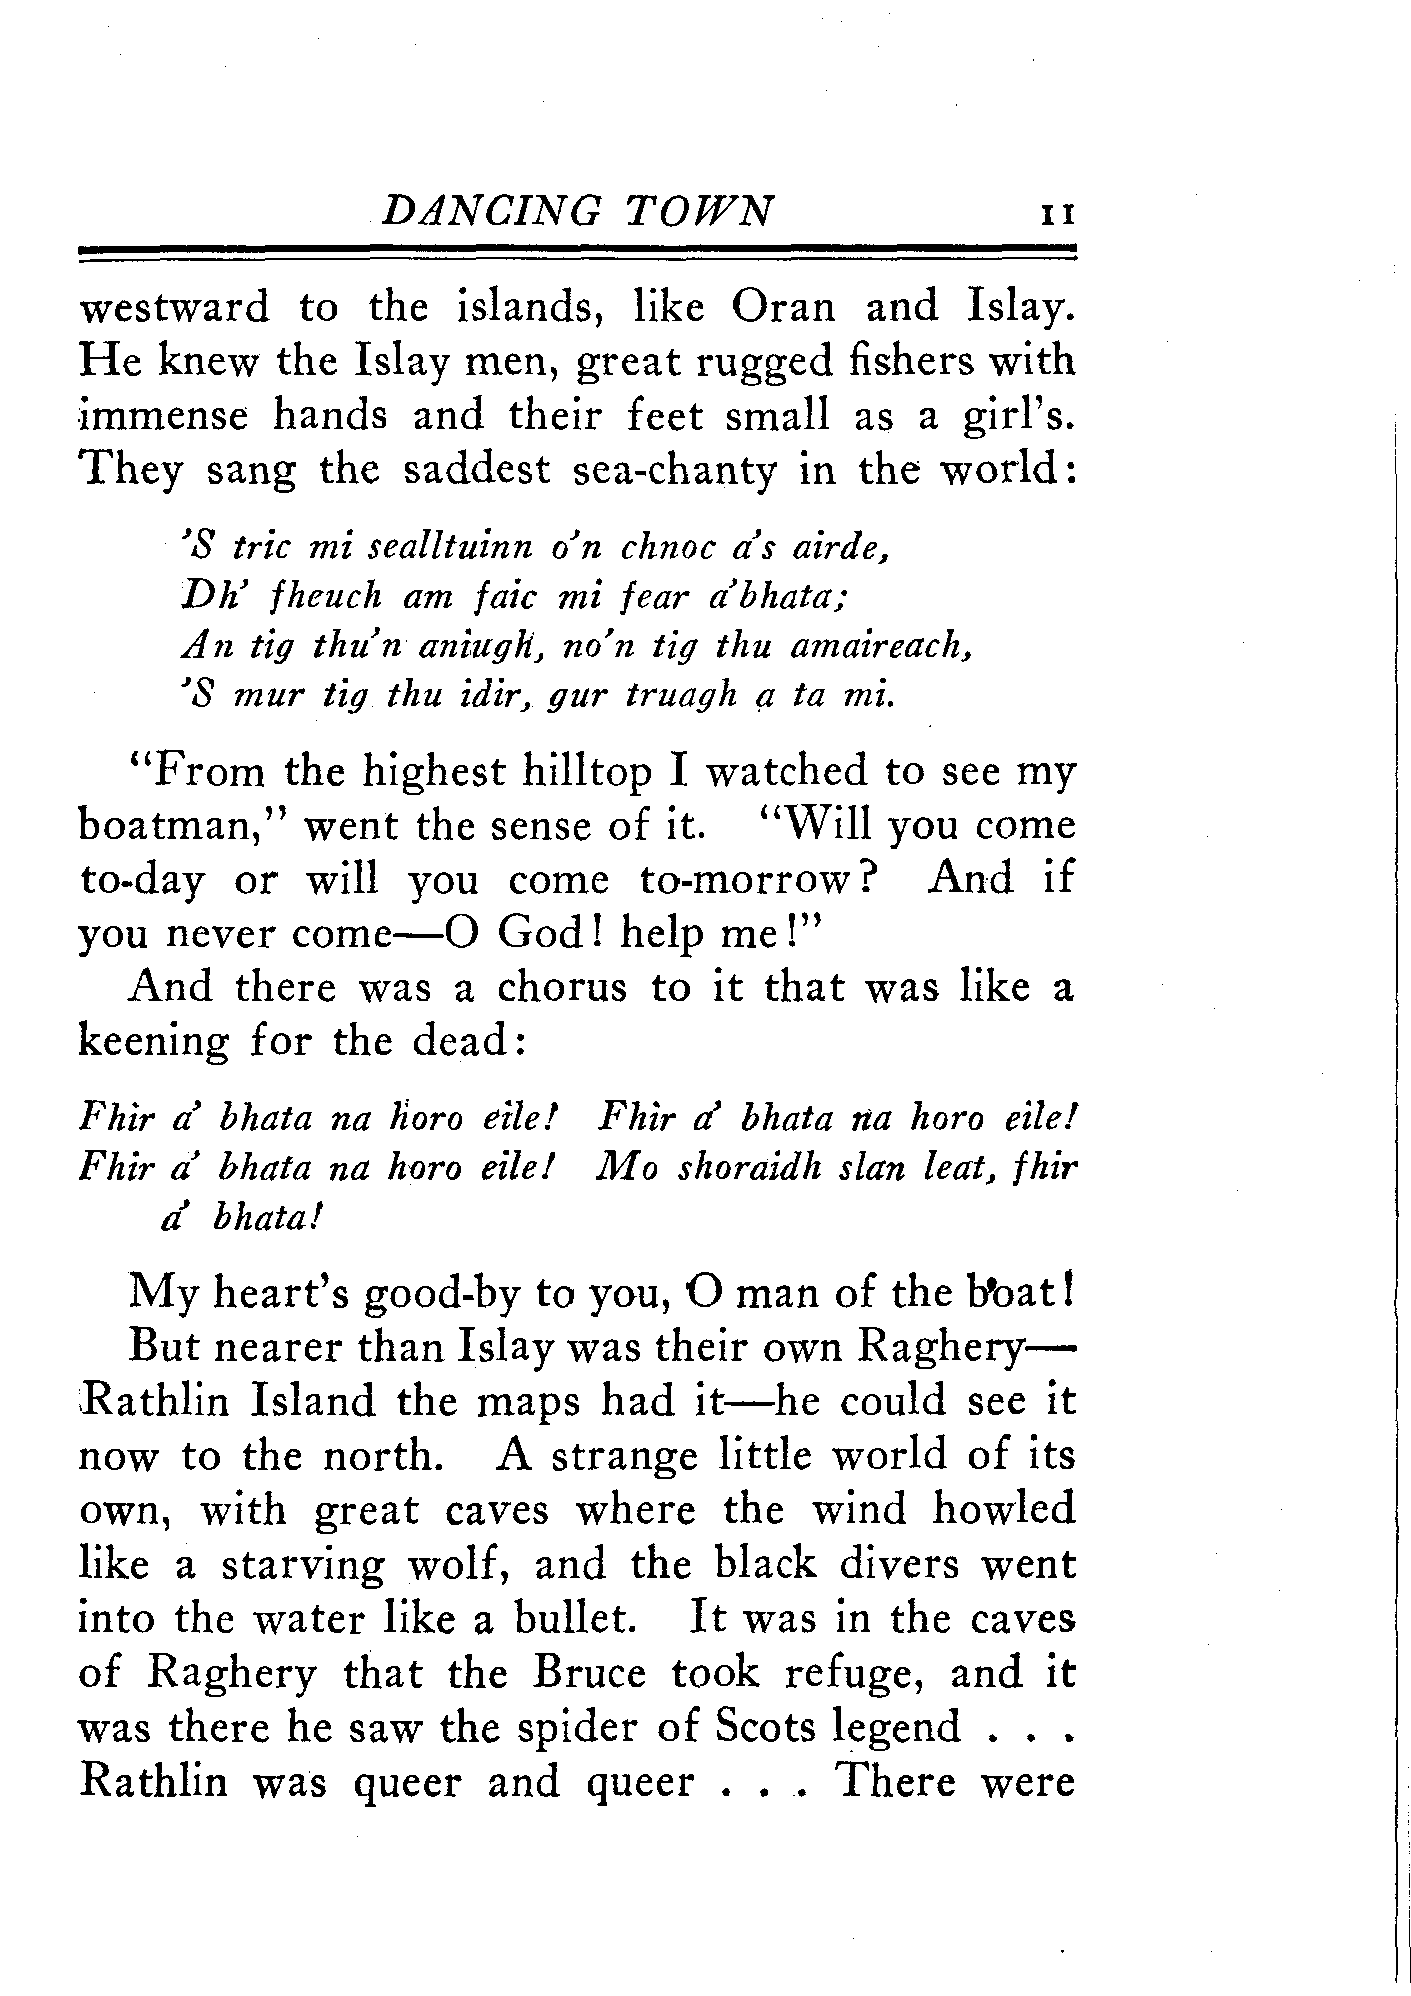 DANCING TOWN 11
westward to the islands, like Oran and Islay.
He knew the Islay men, great rugged fishers with
immense hands and their feet small as a girl's.
They sang the saddest sea-chanty in the world:
'S tric mi sealltuinn o'n chnoc a's airde,
Dh' fheuch am faic mi fear a'bhata;
An tig thu'n aniugh, no'n tig thu amaireach,
'S mur tig thu idir, gur truagh a ta mi.
"From the highest hilltop I watched to see my
boatman," went the sense of it. "Will you come
to-day or will you come to-morrow? And if
you never come—O God! help me!"
And there was a chorus to it that was like a
keening for the dead:
Fhir a' bhata na horo eile! Fhir a' bhata na horo eile!
Fhir a' bhata na horo eile! Mo shoraidh slan leat, fhir
a' bhata!
My heart's good-by to you, O man of the boat!
But nearer than Islay was their own Raghery—
Rathlin Island the maps had it—he could see it
now to the north. A strange little world of its
own, with great caves where the wind howled
like a starving wolf, and the black divers went
into the water like a bullet. It was in the caves
of Raghery that the Bruce took refuge, and it
was there he saw the spider of Scots legend . . .
Rathlin was queer and queer . . . There were